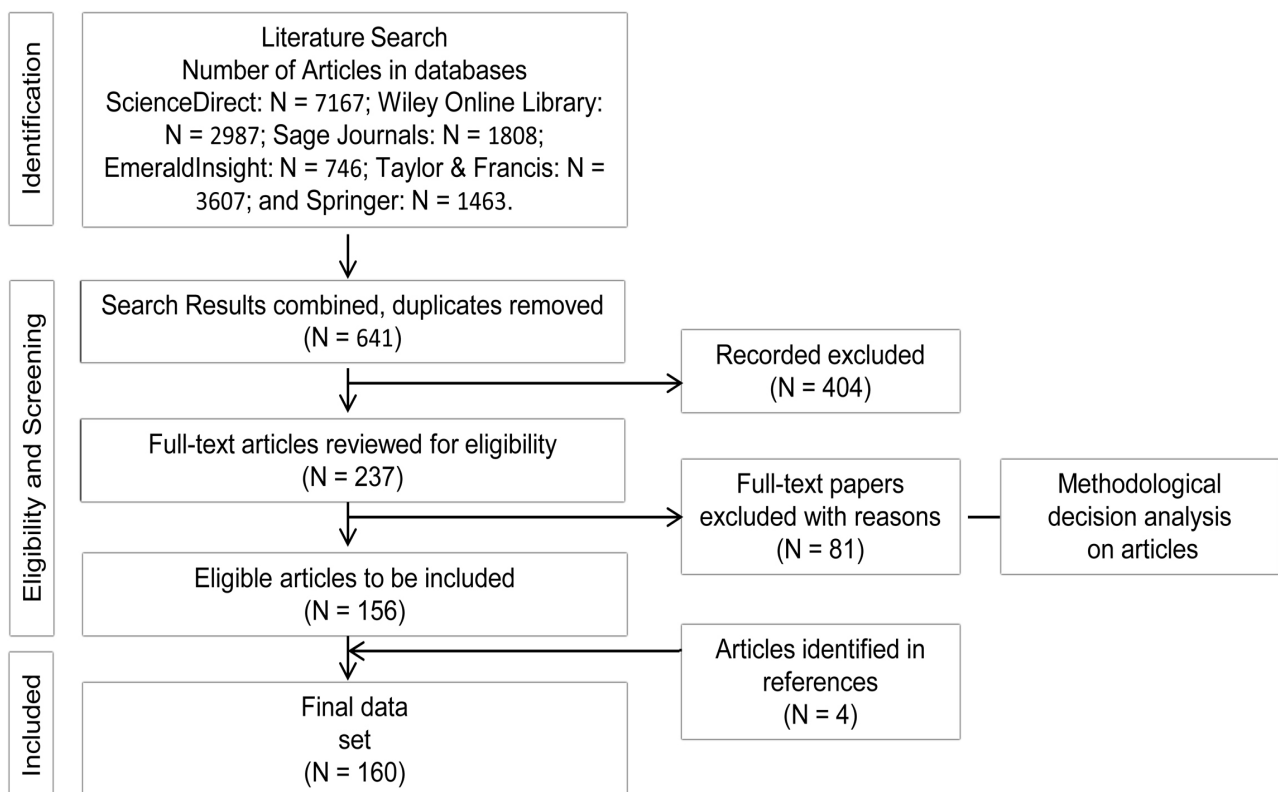 Identification
Literature Search
Number of Articles in databases
ScienceDirect: N = 7167; Wiley Online Library:
N = 2987; Sage Journals: N = 1808;
EmeraldInsight: N = 746; Taylor & Francis: N =
3607; and Springer: N = 1463.
Eligibility and Screening
Search Results combined, duplicates removed
(N = 641)
Recorded excluded
(N = 404)
Full-text articles reviewed for eligibility
(N = 237)
Full-text papers
excluded with reasons
(N = 81)
Methodological
decision analysis
on articles
Eligible articles to be included
(N = 156)
Articles identified in
references
(N = 4)
Included
Final data
set
(N = 160)